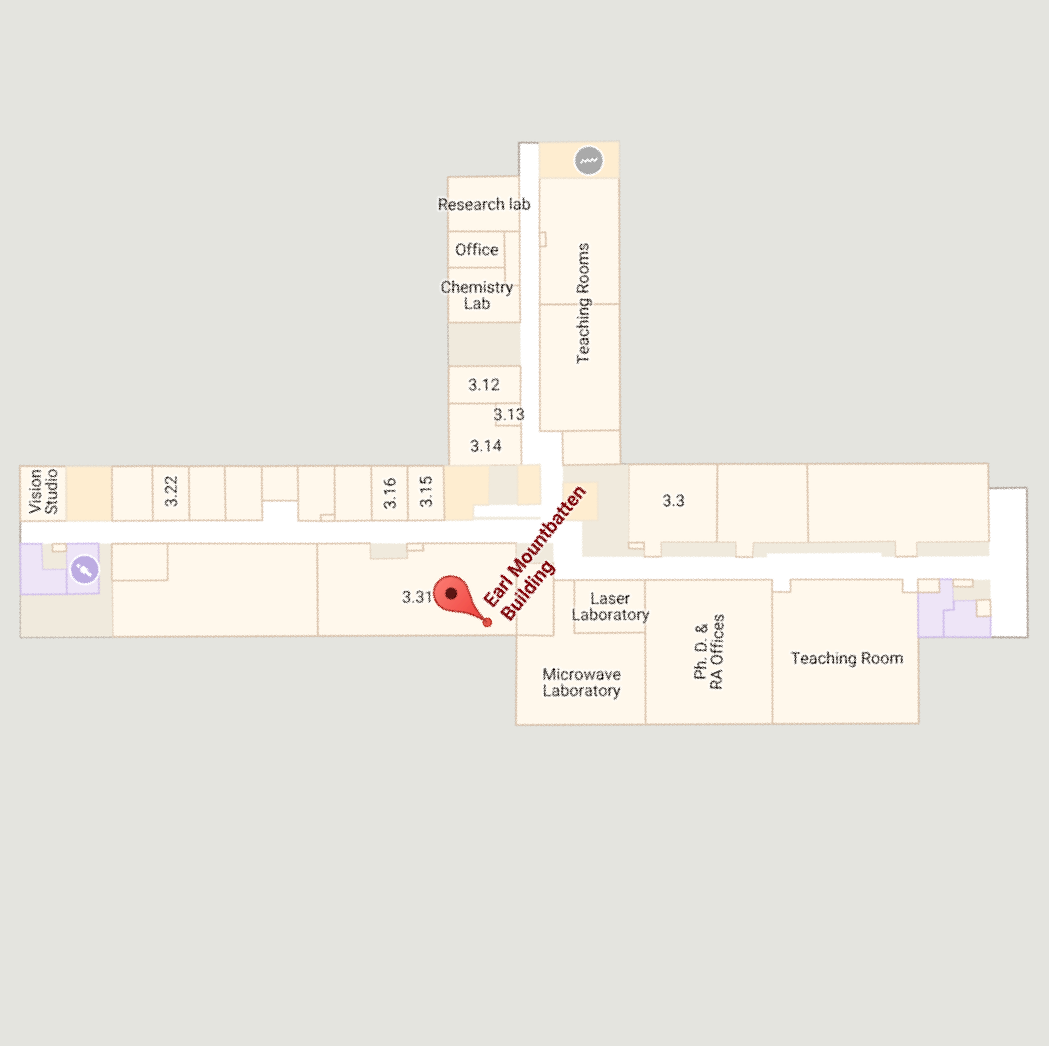 Research lab
Office
Chemistry
Lab
Teaching Rooms
3.12
3.13
3.14
Vision
Studio
3.22
3.16
3.15
3.3
Earl Mountbatten
Building
3.31
Laser
Laboratory
Microwave
Laboratory
Ph. D. &
RA Offices
Teaching Room